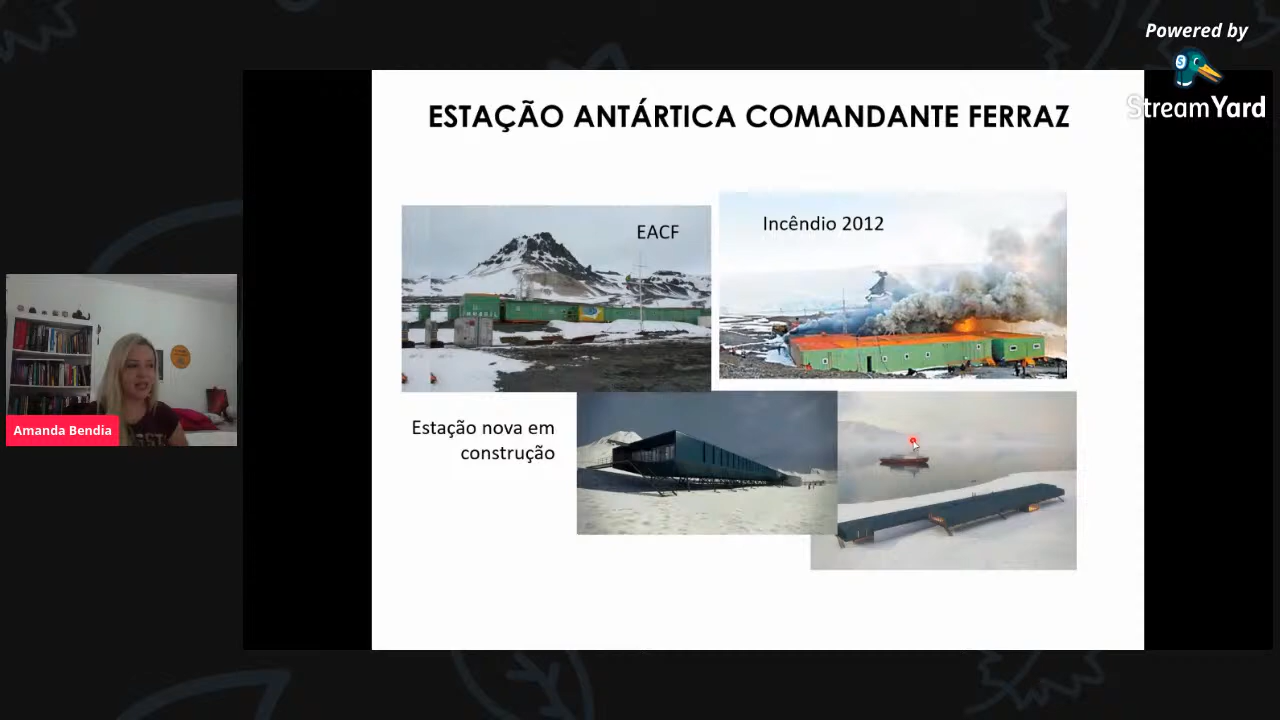 Powered by
StreamYard
ESTAÇÃO ANTÁRTICA COMANDANTE FERRAZ
EACF
Incêndio 2012
Estação nova em
construção
Amanda Bendia